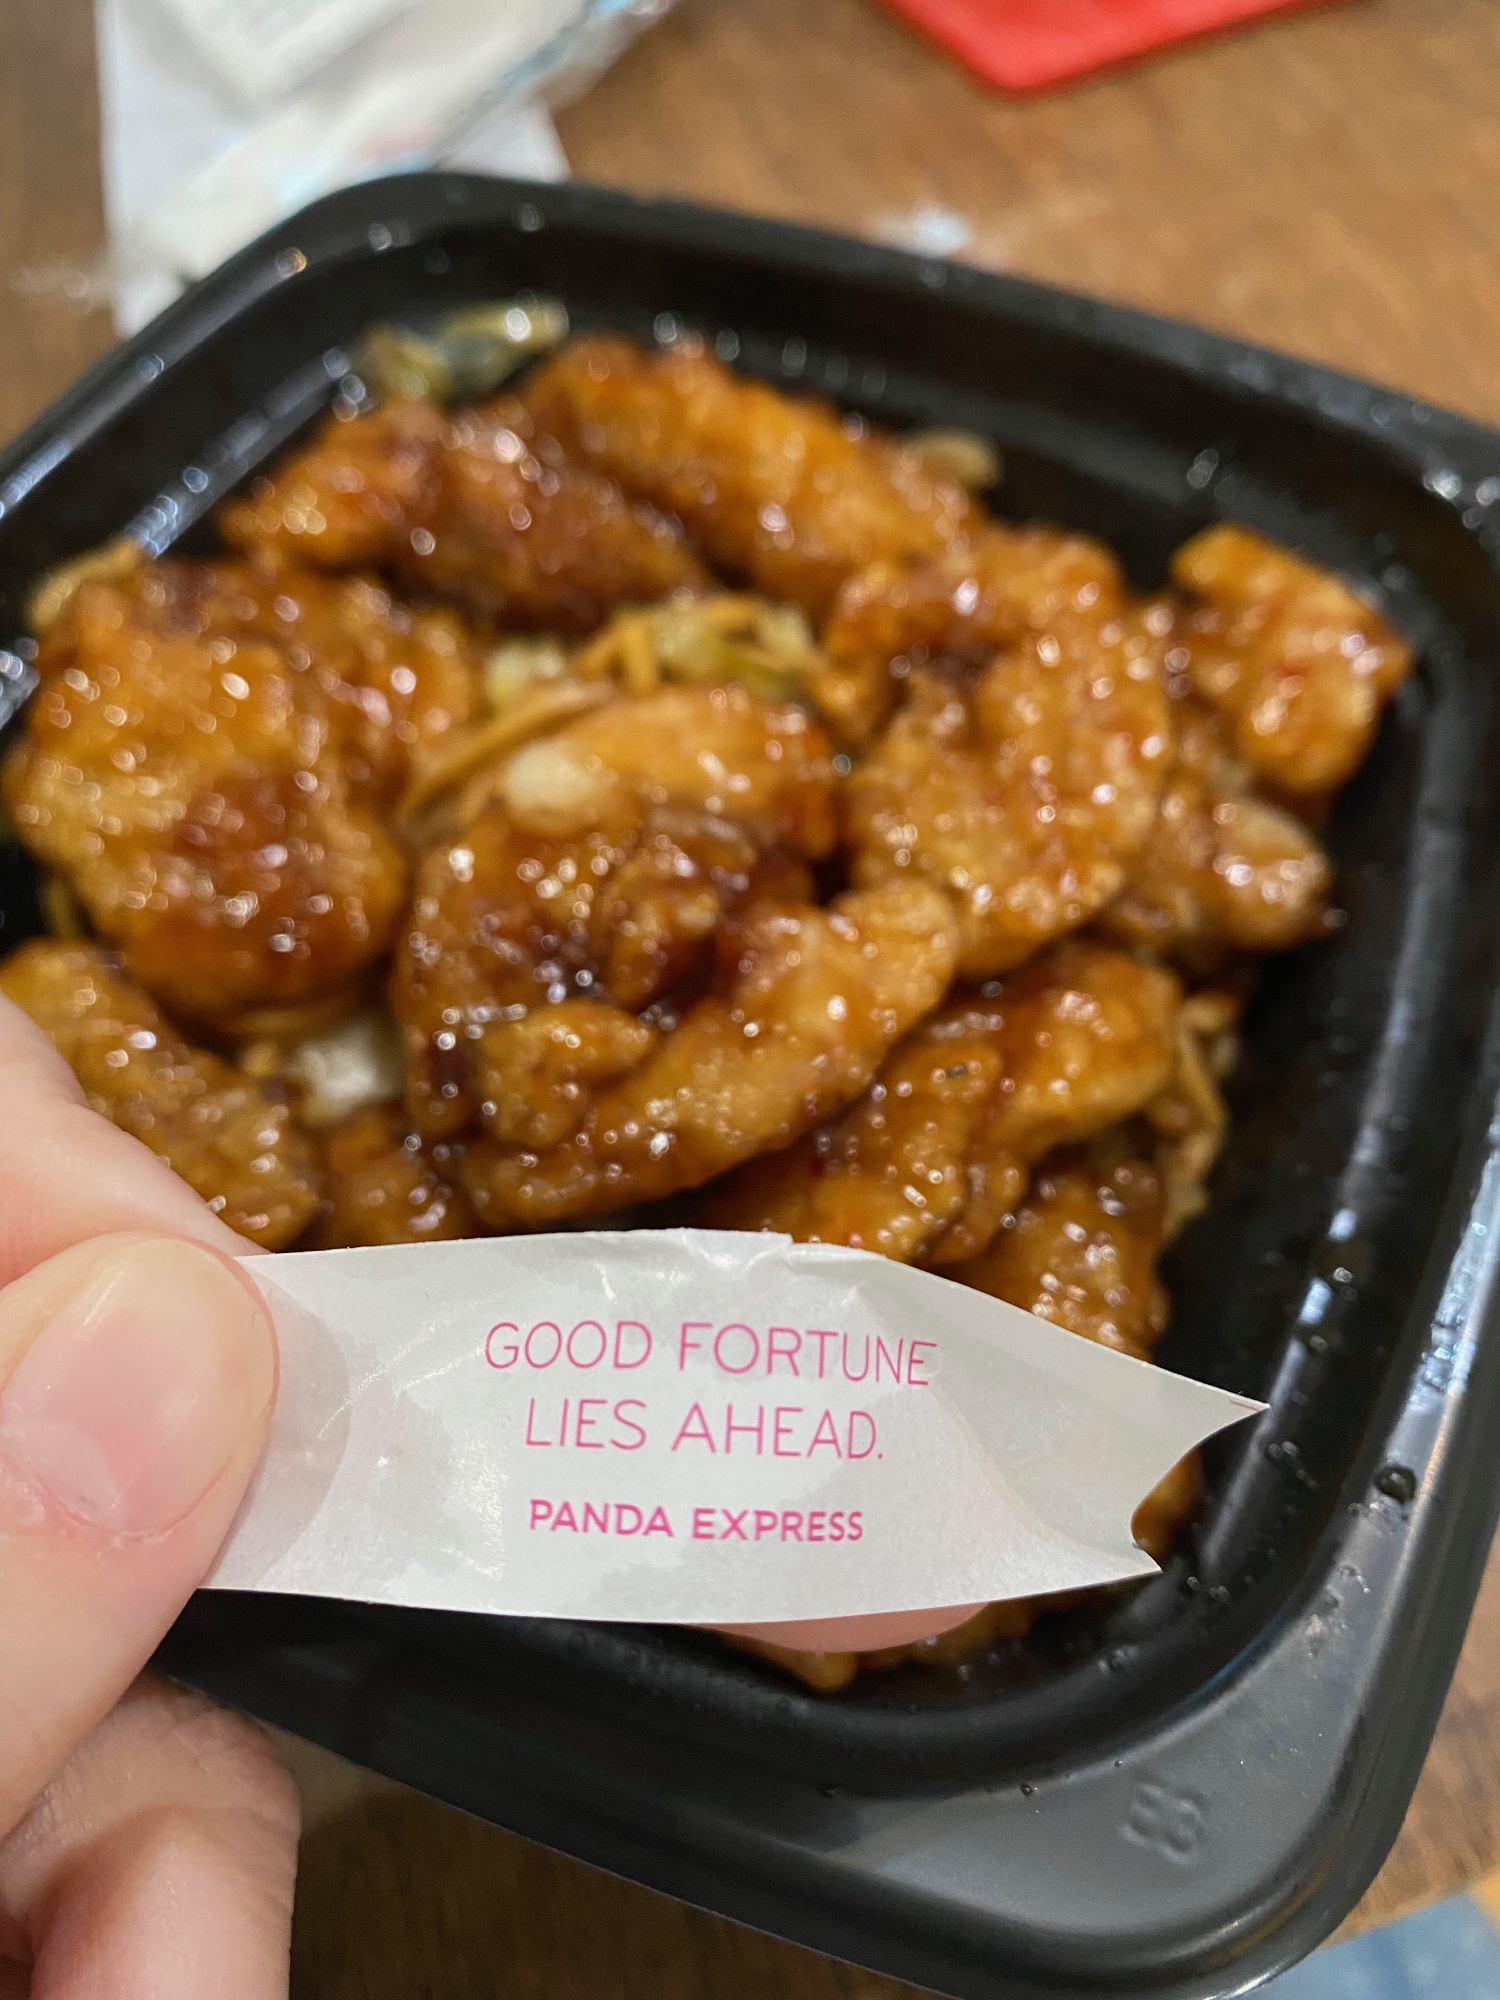 GOOD FORTUNE
LIES AHEAD.
PANDA EXPRESS